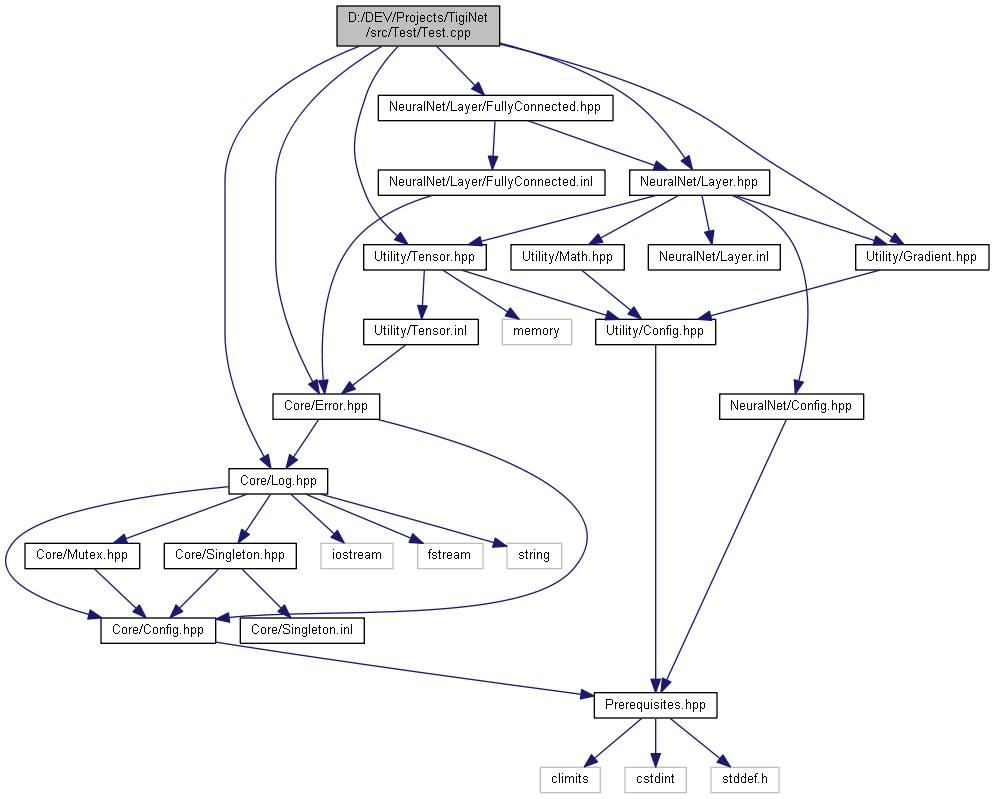 D:/DEV/Projects/TigiNet
/src/Test/Test.cpp
NeuralNet/Layer/FullyConnected.hpp
NeuralNet/Layer/FullyConnected.inl
NeuralNet/Layer.hpp
Utility/Tensor.hpp
Utility/Math.hpp
NeuralNet/Layer.inl
Utility/Gradient.hpp
Utility/Tensor.inl
memory
Utility/Config.hpp
Core/Error.hpp
NeuralNet/Config.hpp
Core/Log.hpp
Core/Mutex.hpp
Core/Singleton.hpp
iostream
fstream
string
Core/Config.hpp
Core/Singleton.inl
Prerequisites.hpp
climits
cstdint
stddef.h